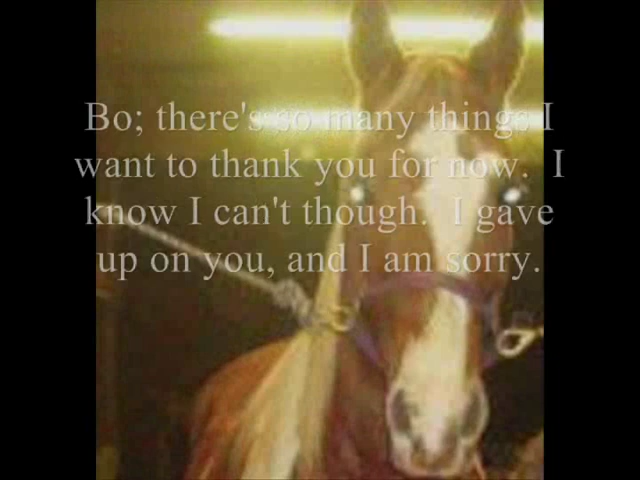 Bo; there's so many things I
want to thank you for now.  I
know I can't though.  I gave
up on you, and I am sorry.